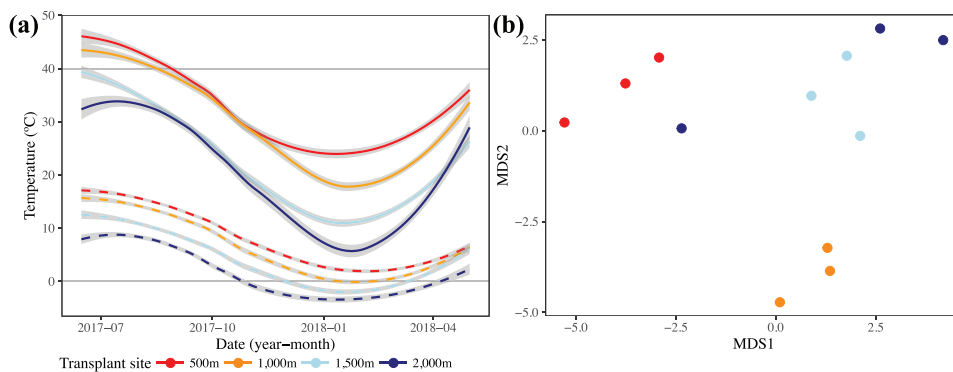 (a)
50
40
30
20
10
0
Temperature (°C)
2017−07
2017−10
2018−01
2018−04
Date (year−month)
Transplant site
500m
1,000m
1,500m
2,000m
(b)
2.5
0.0
−2.5
−5.0
MDS2
−5.0
−2.5
0.0
2.5
MDS1